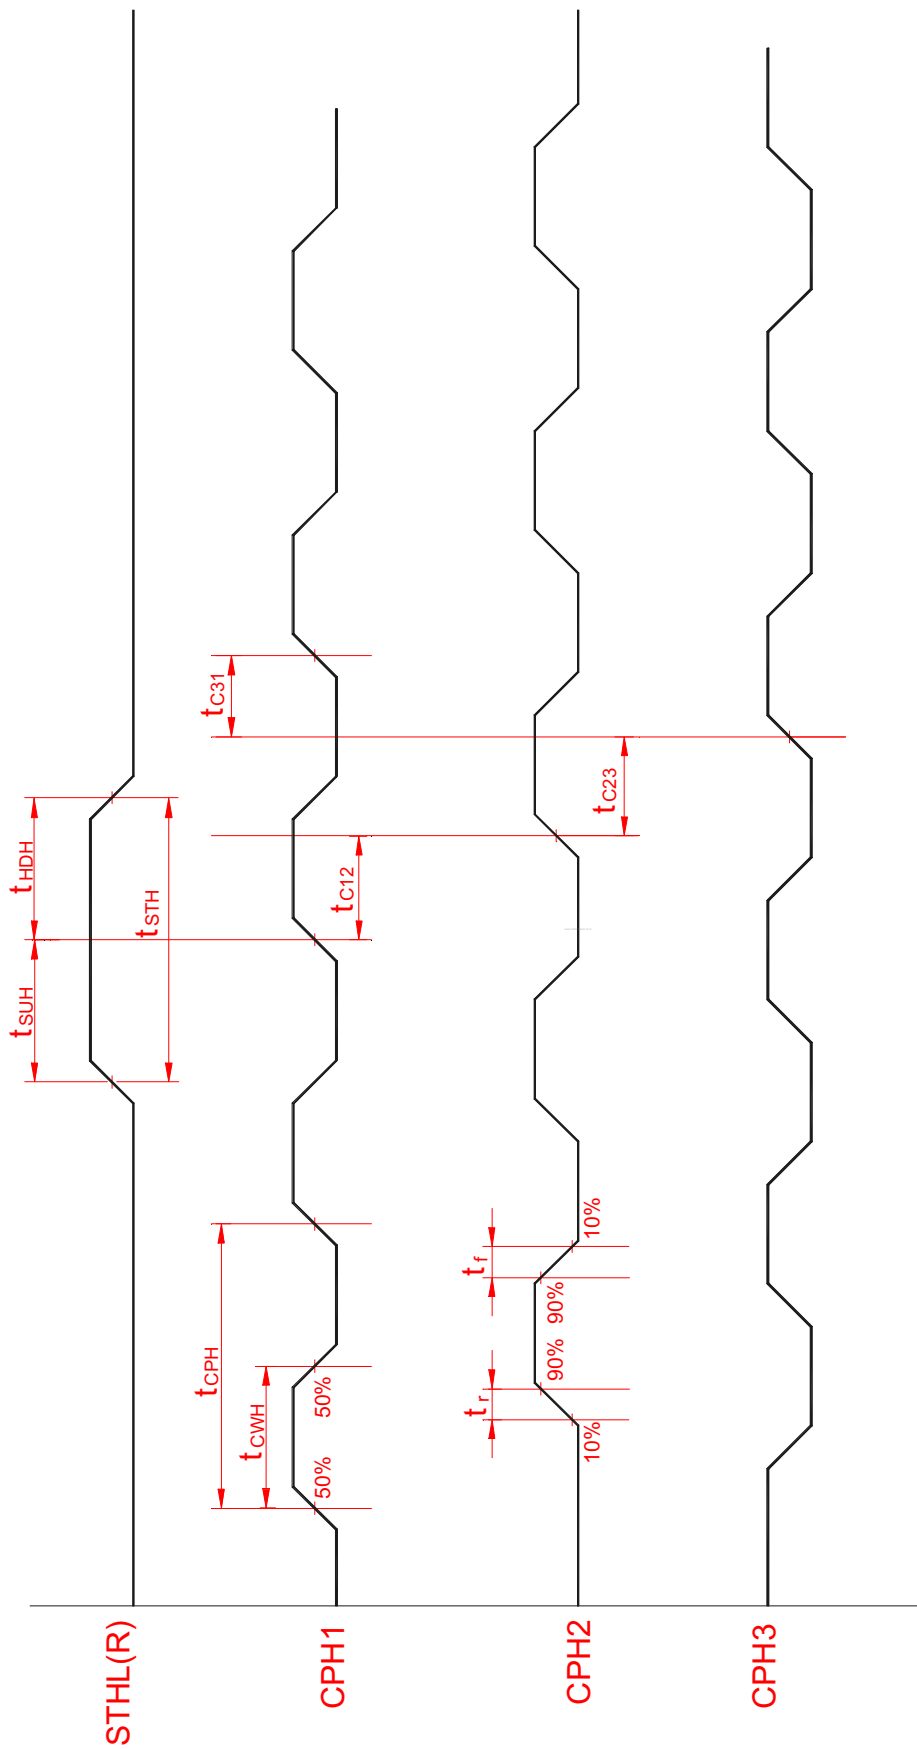 STHL(R)
tSUH
tHDH
tSTH
CPH1
tCPH
tCWH
50%
50%
tC12
tC31
CPH2
tr
tf
10%
90%
90%
10%
tC23
CPH3